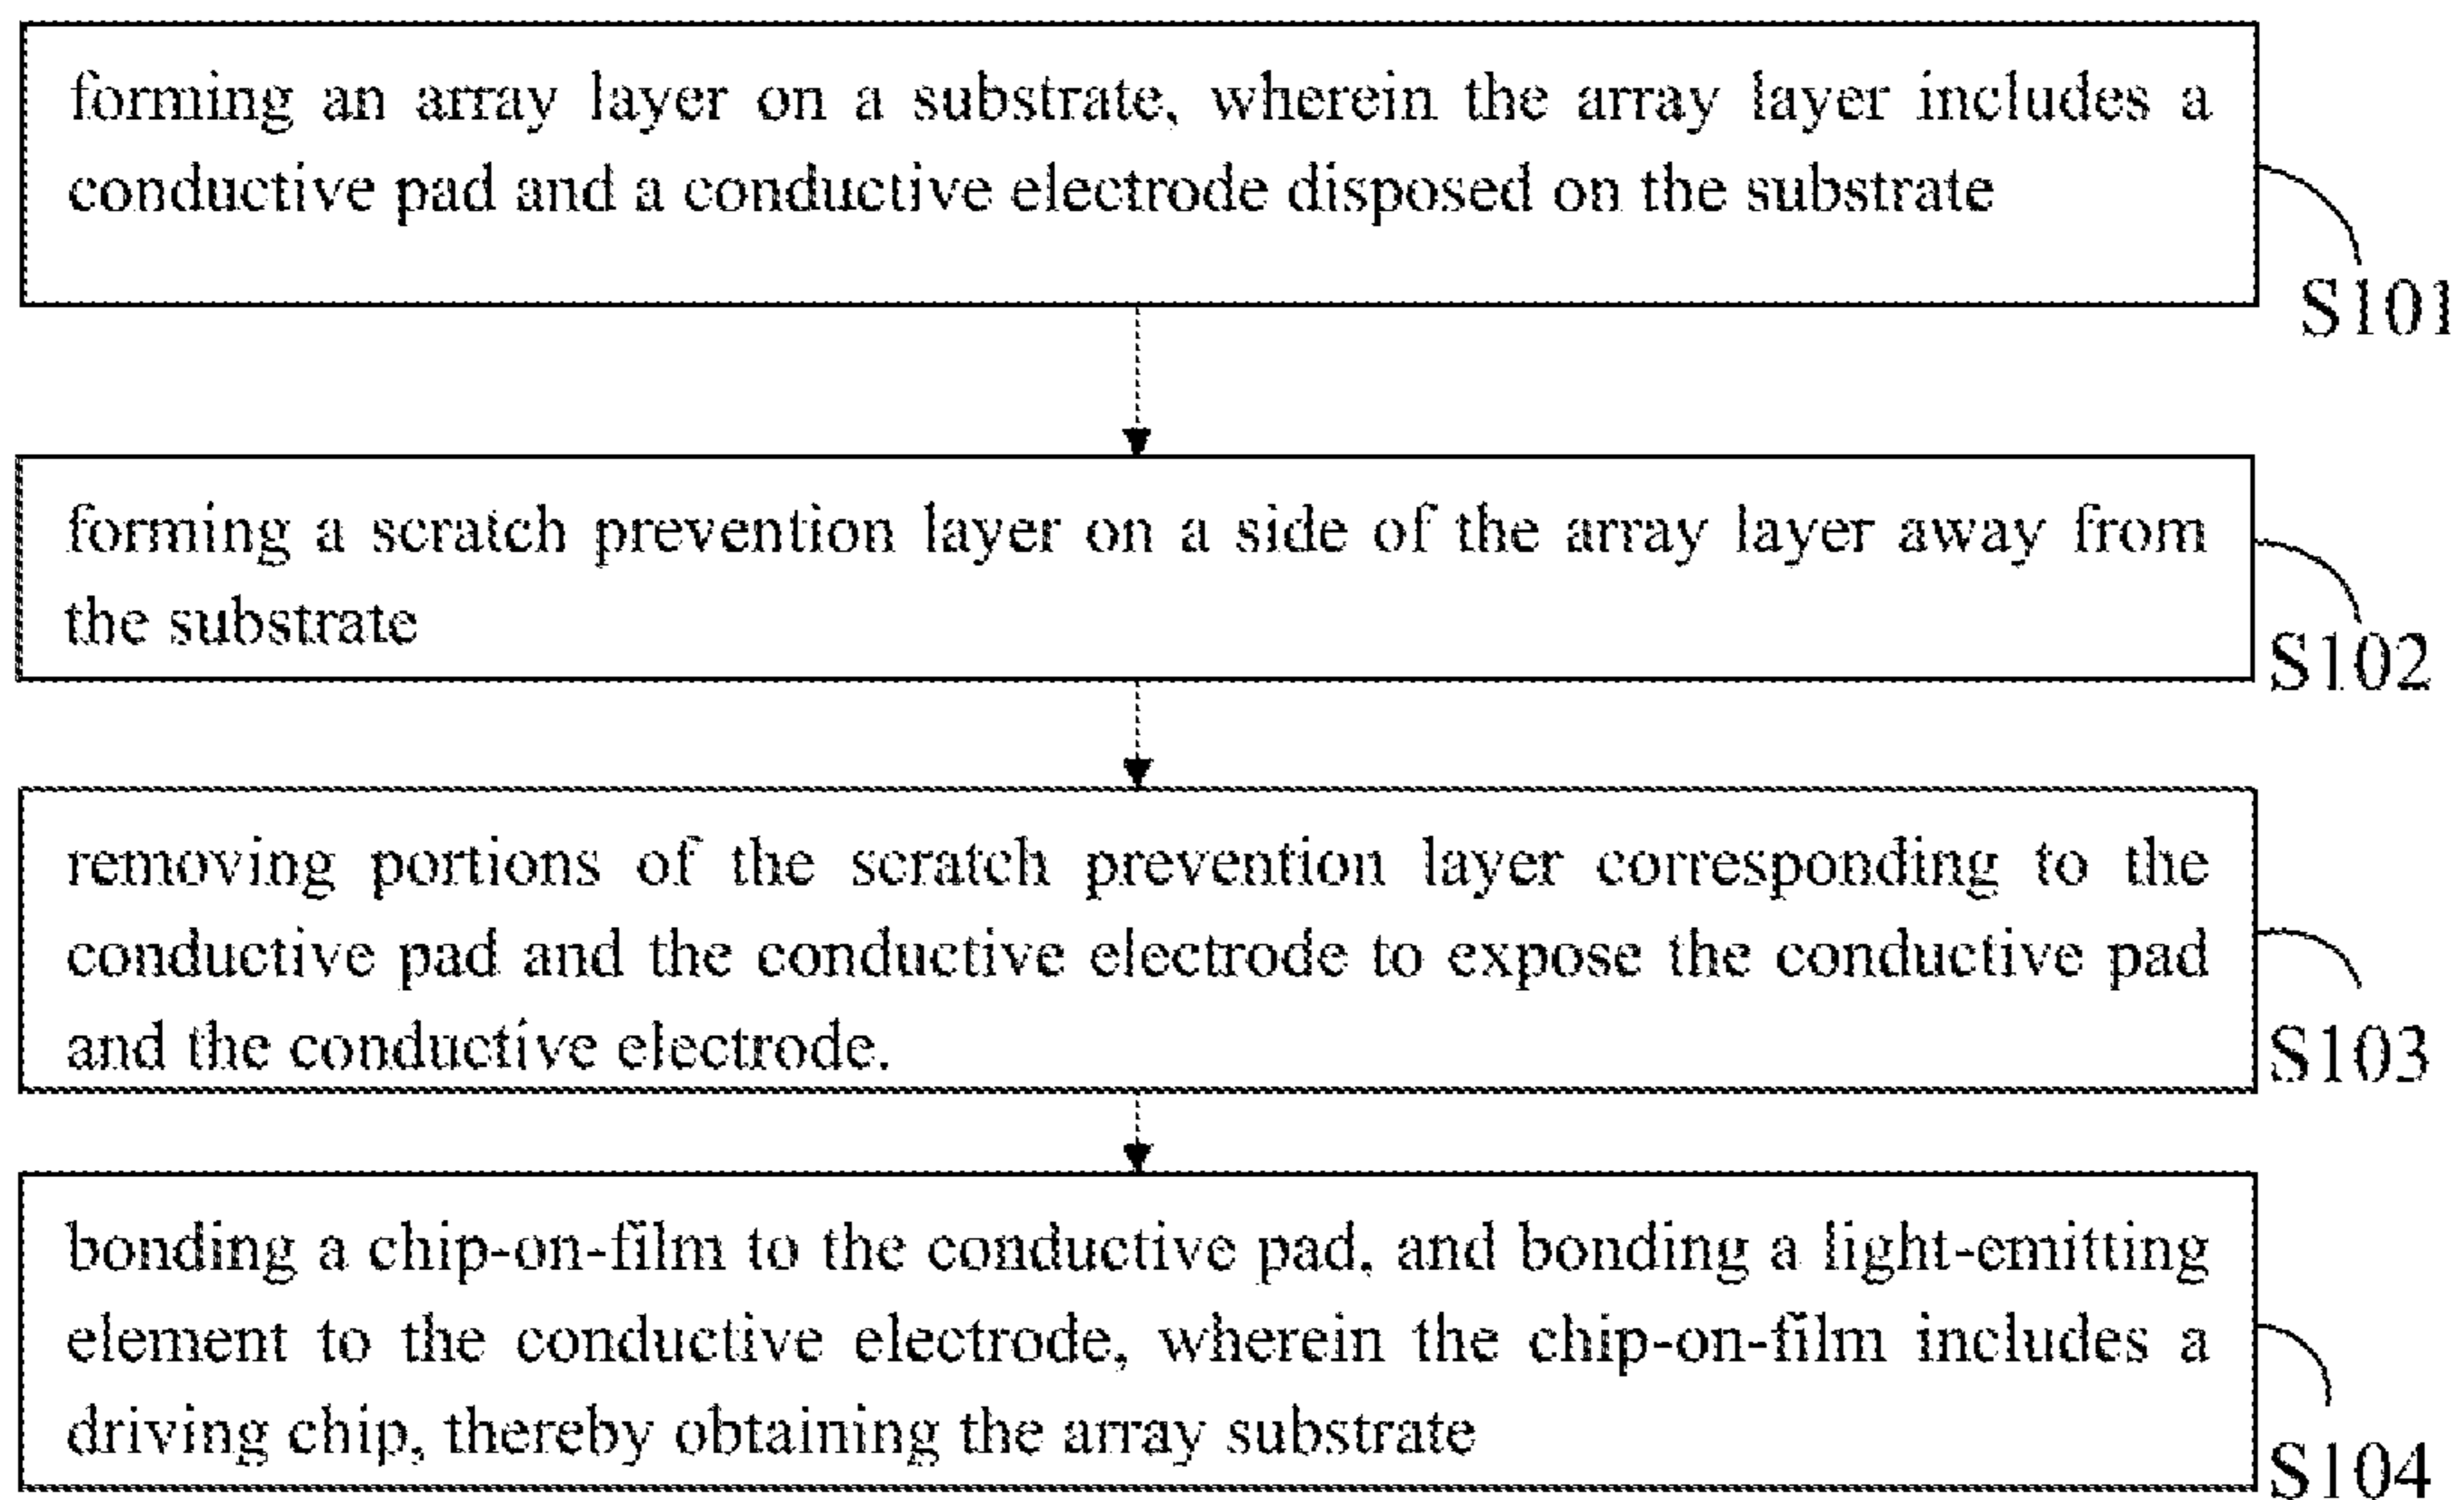 forming an array layer on a substrate, wherein the array layer includes a
conductive pad and a conductive electrode disposed on the substrate
S101
forming a scratch prevention layer on a side of the array layer away from
the substrate
S102
removing portions of the scratch prevention layer corresponding to the
conductive pad and the conductive electrode to expose the conductive pad
and the conductive electrode.
S103
bonding a chip-on-film to the conductive pad, and bonding a light-emitting
element to the conductive electrode, wherein the chip-on-film includes a
driving chip, thereby obtaining the array substrate
S104